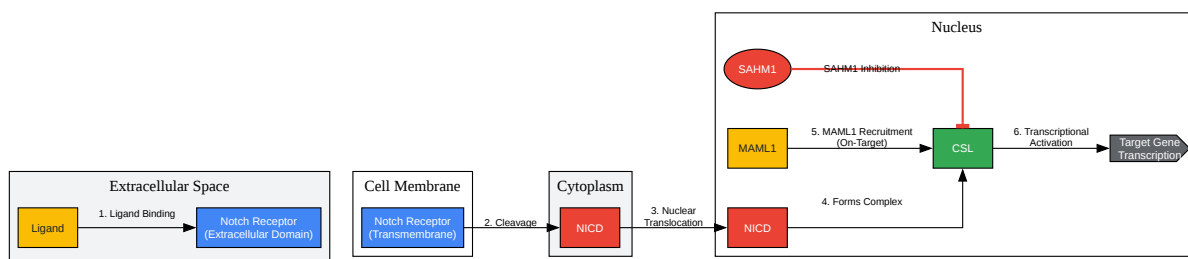 Nucleus
SAHM1
SAHM1 Inhibition
MAML1
5. MAML1 Recruitment
(On-Target)
CSL
6. Transcriptional
Activation
Target Gene
Transcription
Extracellular Space
Ligand
1. Ligand Binding
Notch Receptor
(Extracellular Domain)
Cell Membrane
Notch Receptor
(Transmembrane)
2. Cleavage
Cytoplasm
NICD
3. Nuclear
Translocation
NICD
4. Forms Complex